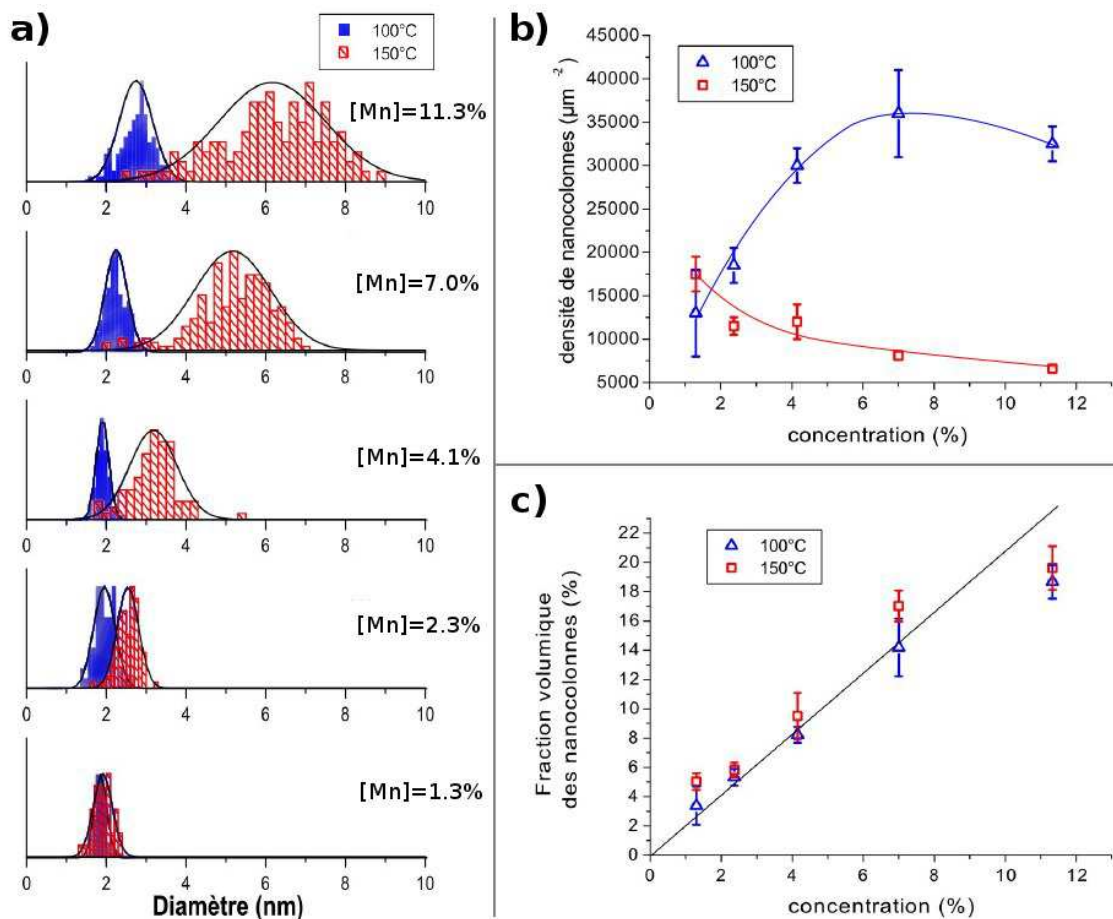 a)
100°C
150°C
[Mn]=11.3%
0 2 4 6 8 10
[Mn]=7.0%
0 2 4 6 8 10
[Mn]=4.1%
0 2 4 6 8 10
[Mn]=2.3%
0 2 4 6 8 10
[Mn]=1.3%
0 2 4 6 8 10
Diamètre (nm)
b)
densité de nanocolonnes (µm⁻²)
45000
40000
35000
30000
25000
20000
15000
10000
5000
100°C
150°C
0 2 4 6 8 10 12
concentration (%)
c)
Fraction volumique
des nanocolonnes (%)
22
20
18
16
14
12
10
8
6
4
2
0
100°C
150°C
0 2 4 6 8 10 12
concentration (%)